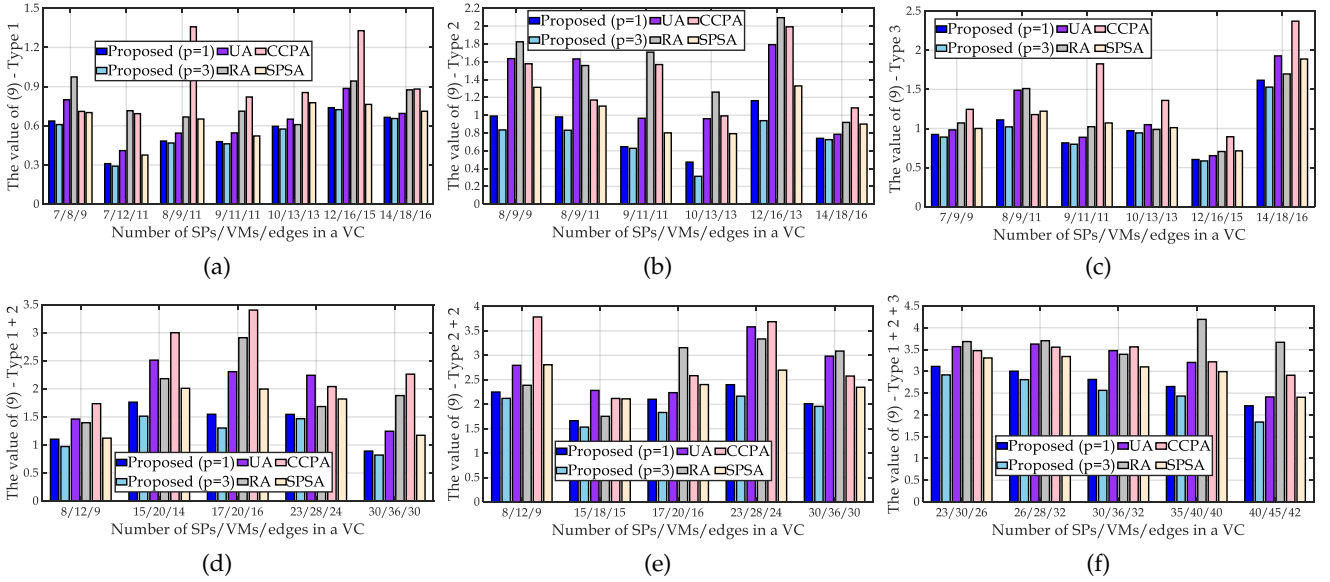 The value of (9) - Type 1
1.5
1.2
0.9
0.6
0.3
0
Proposed (p=1) UA CCPA
Proposed (p=3) RA SPSA
7/8/9 7/12/11 8/9/11 9/11/11 10/13/13 12/16/15 14/18/16
Number of SPs/VMs/edges in a VC
(a)
The value of (9) - Type 2
2.2
2
1.8
1.6
1.4
1.2
1
0.8
0.6
0.4
0.2
0
Proposed (p=1) UA CCPA
Proposed (p=3) RA SPSA
8/9/9 8/9/11 9/11/11 10/13/13 12/16/13 14/18/16
Number of SPs/VMs/edges in a VC
(b)
The value of (9) - Type 3
2.5
2
1.5
1
0.5
0
Proposed (p=1) UA CCPA
Proposed (p=3) RA SPSA
7/9/9 8/9/11 9/11/11 10/13/13 12/16/15 14/18/16
Number of SPs/VMs/edges in a VC
(c)
The value of (9) - Type 1 + 2
3.5
3
2.5
2
1.5
1
0.5
0
Proposed (p=1) UA CCPA
Proposed (p=3) RA SPSA
8/12/9 15/20/14 17/20/16 23/28/24 30/36/30
Number of SPs/VMs/edges in a VC
(d)
The value of (9) - Type 2 + 2
4
3.5
3
2.5
2
1.5
1
0.5
0
Proposed (p=1) UA CCPA
Proposed (p=3) RA SPSA
8/12/9 15/18/15 17/20/16 23/28/24 30/36/30
Number of SPs/VMs/edges in a VC
(e)
The value of (9) - Type 1 + 2 + 3
4.5
4
3.5
3
2.5
2
1.5
1
0.5
0
Proposed (p=1) UA CCPA
Proposed (p=3) RA SPSA
23/30/26 26/28/32 30/36/32 35/40/40 40/45/42
Number of SPs/VMs/edges in a VC
(f)